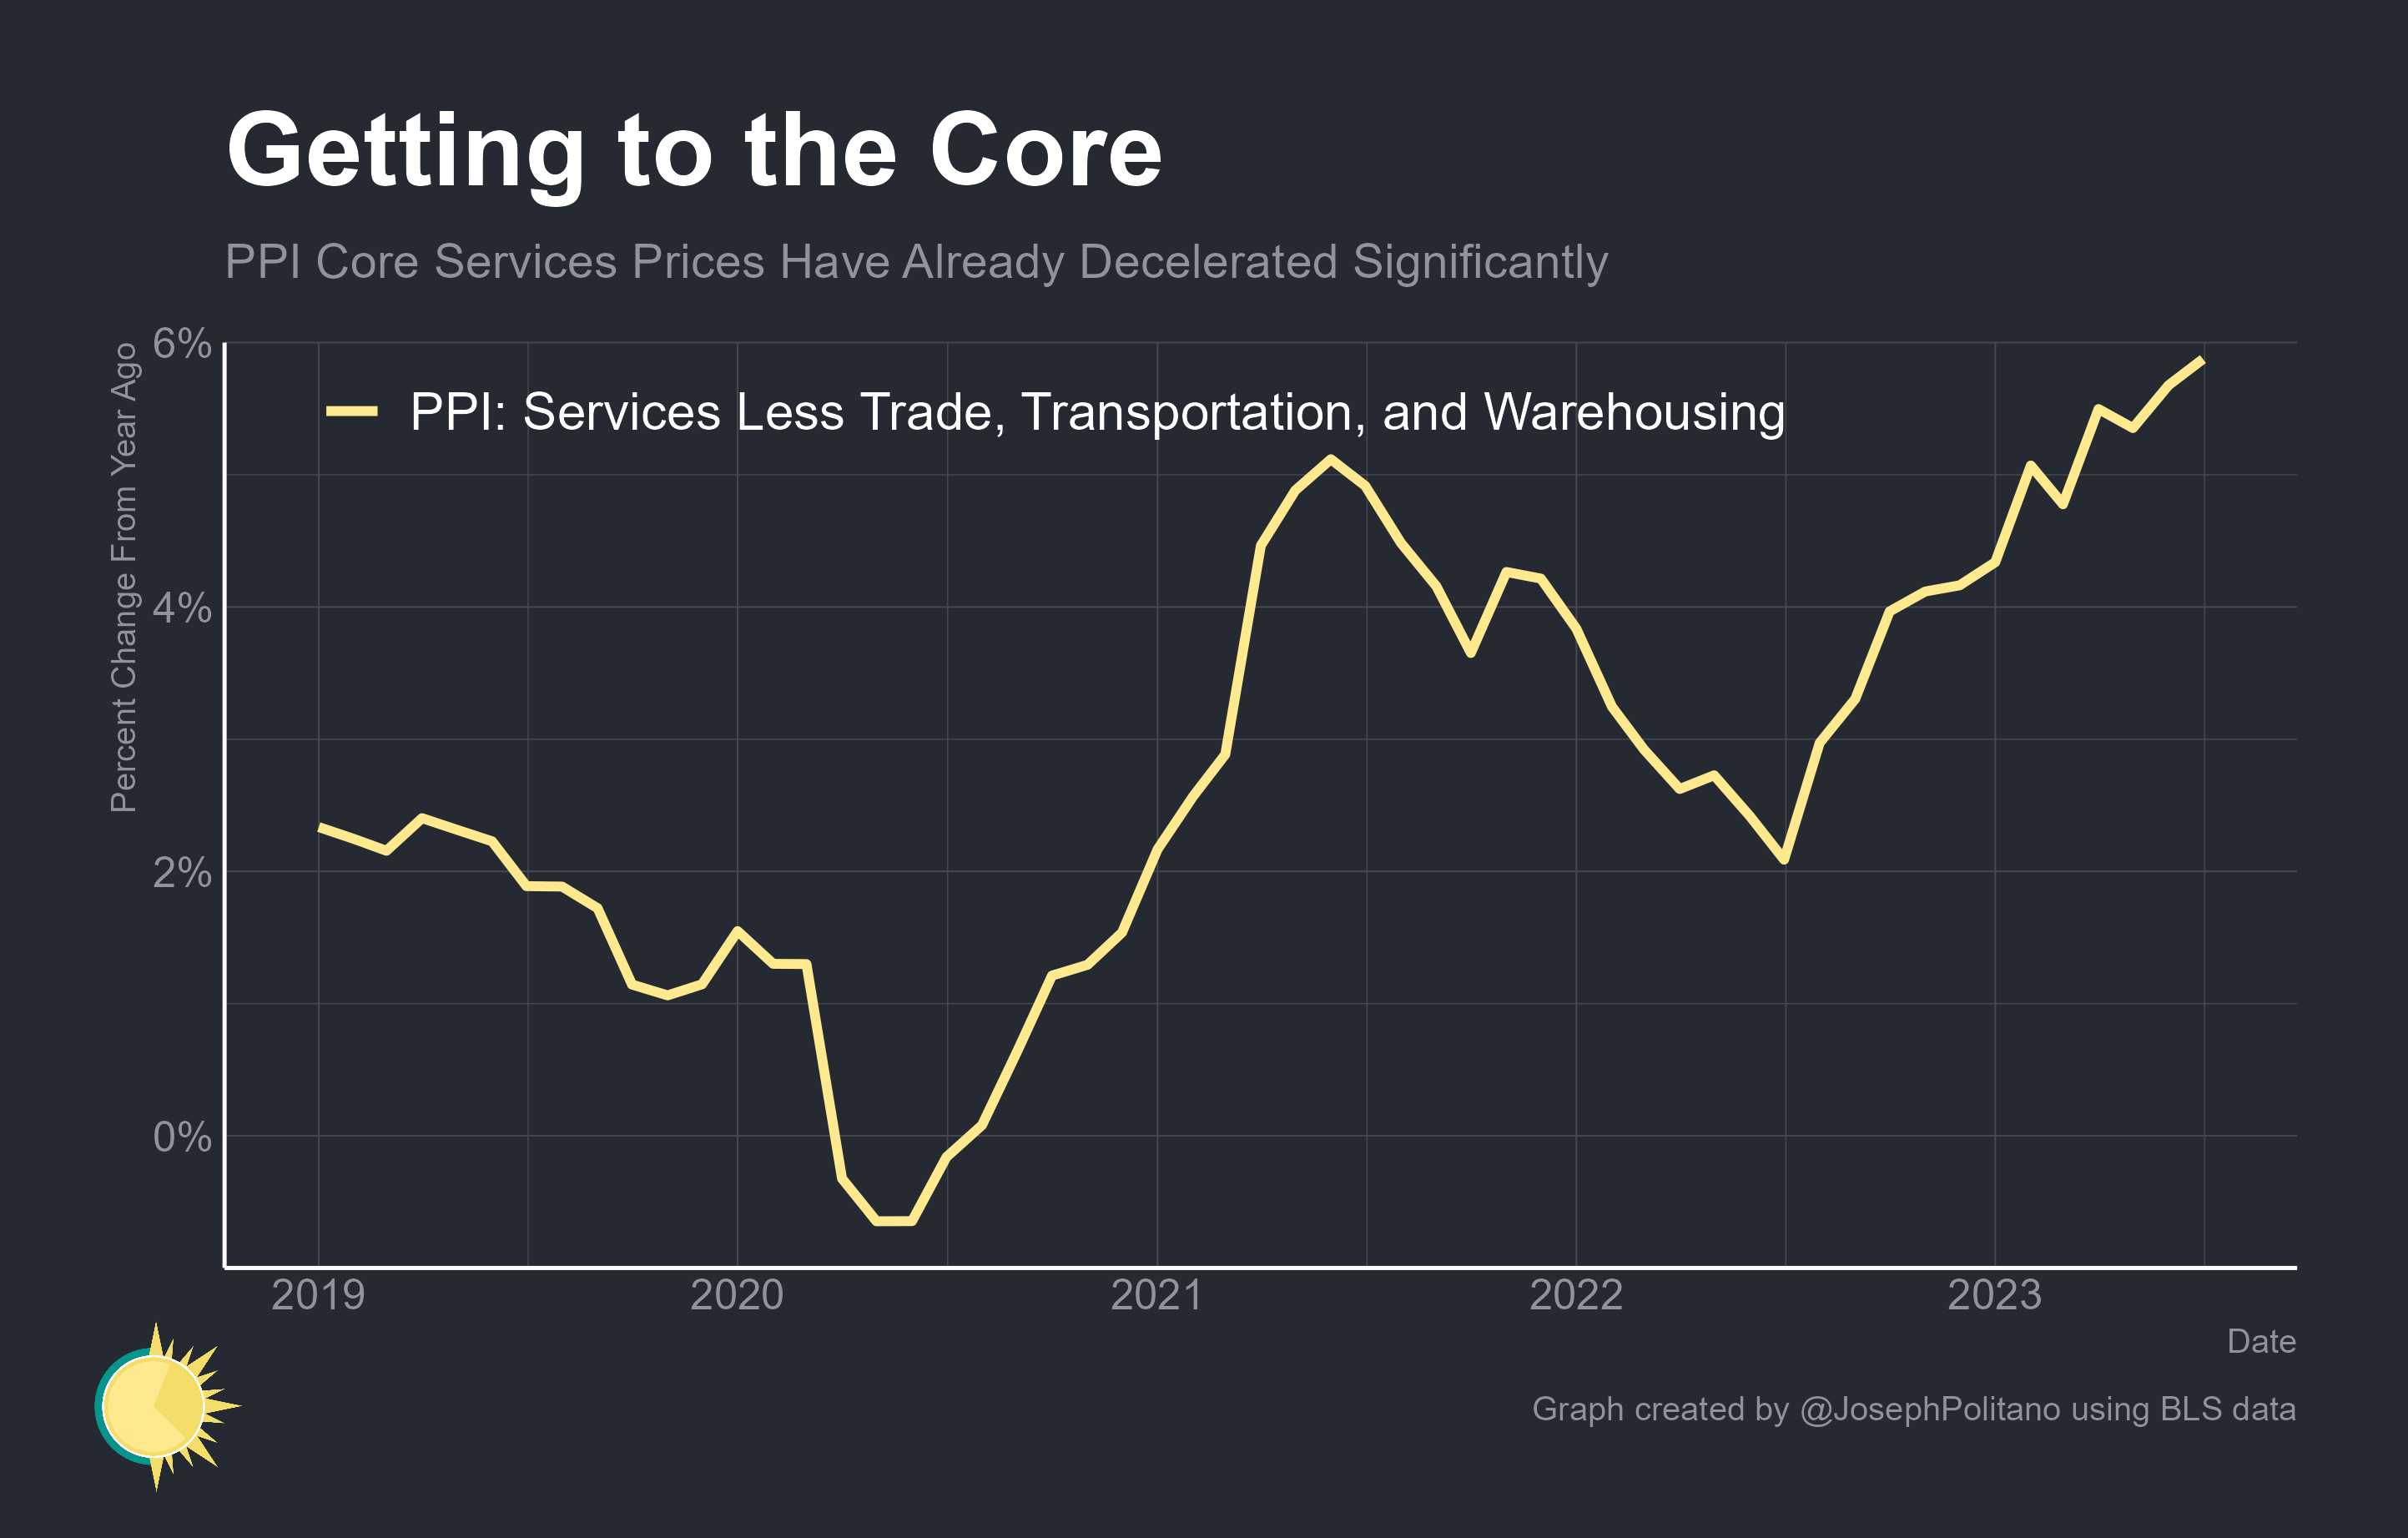 Getting to the Core
PPI Core Services Prices Have Already Decelerated Significantly
Percent Change From Year Ago
6%
PPI: Services Less Trade, Transportation, and Warehousing
4%
2%
0%
2019 2020 2021 2022 2023
Date
Graph created by @JosephPolitano using BLS data